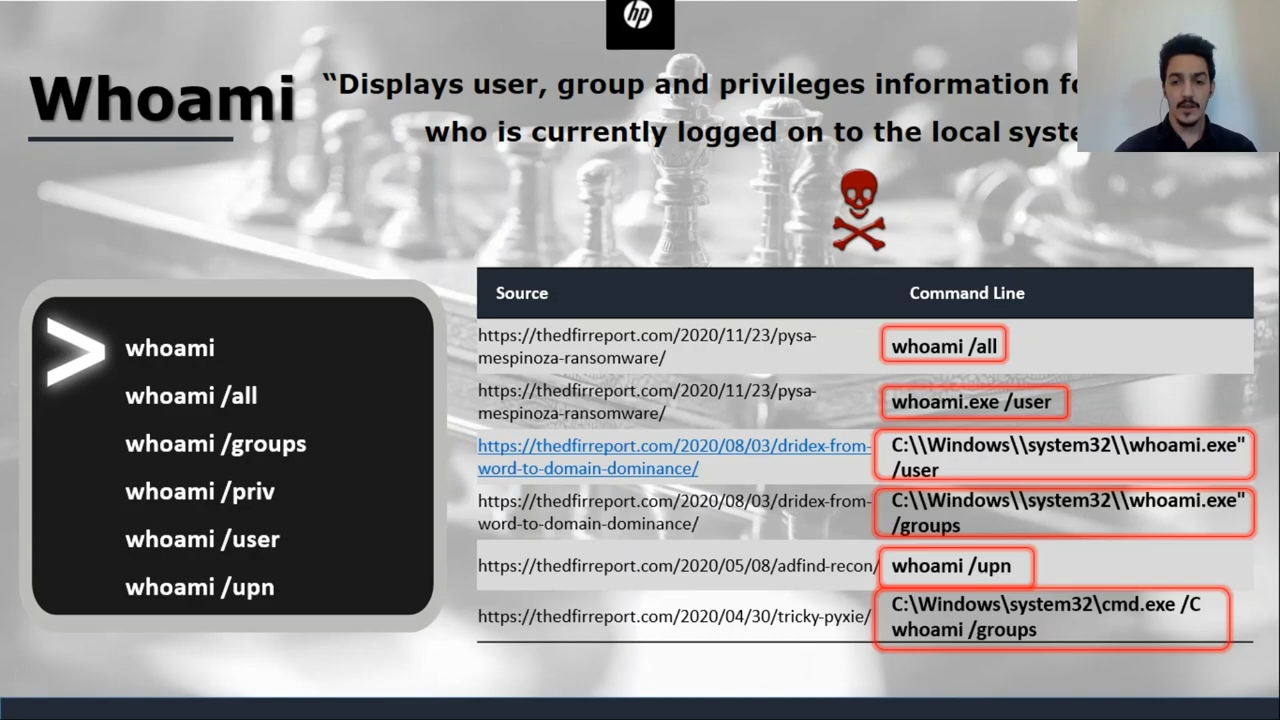 hp
Whoami
“Displays user, group and privileges information
who is currently logged on to the local
>
whoami
whoami /all
whoami /groups
whoami /priv
whoami /user
whoami /upn
Source Command Line
https://thedfirreport.com/2020/11/23/pysa-
mespinoza-ransomware/
whoami /all
https://thedfirreport.com/2020/11/23/pysa-
mespinoza-ransomware/
whoami.exe /user
https://thedfirreport.com/2020/08/03/dridex-from-
word-to-domain-dominance/
C:\\Windows\\system32\\whoami.exe"
/user
https://thedfirreport.com/2020/08/03/dridex-from-
word-to-domain-dominance/
C:\\Windows\\system32\\whoami.exe"
/groups
https://thedfirreport.com/2020/05/08/adfind-recon/
whoami /upn
https://thedfirreport.com/2020/04/30/tricky-pyxie/
C:\Windows\system32\cmd.exe /C
whoami /groups